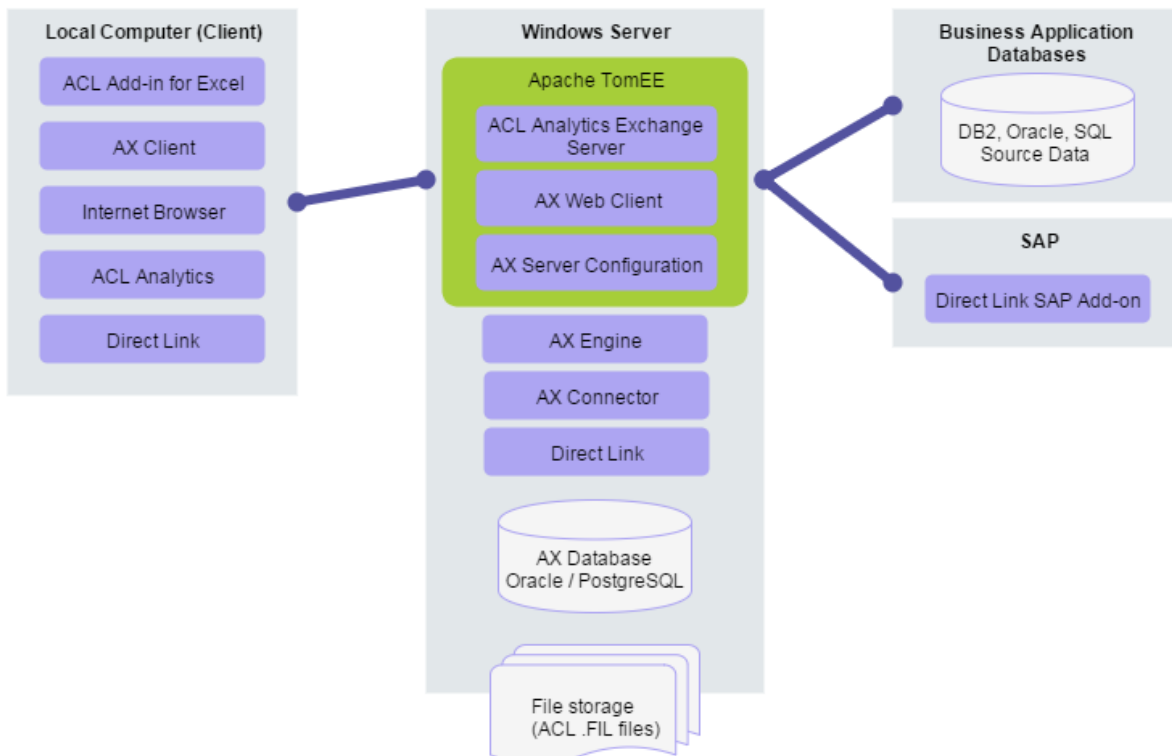 Local Computer (Client)
ACL Add-in for Excel
AX Client
Internet Browser
ACL Analytics
Direct Link
Windows Server
Apache TomEE
ACL Analytics Exchange
Server
AX Web Client
AX Server Configuration
AX Engine
AX Connector
Direct Link
AX Database
Oracle / PostgreSQL
File storage
(ACL .FIL files)
Business Application
Databases
DB2, Oracle, SQL
Source Data
SAP
Direct Link SAP Add-on